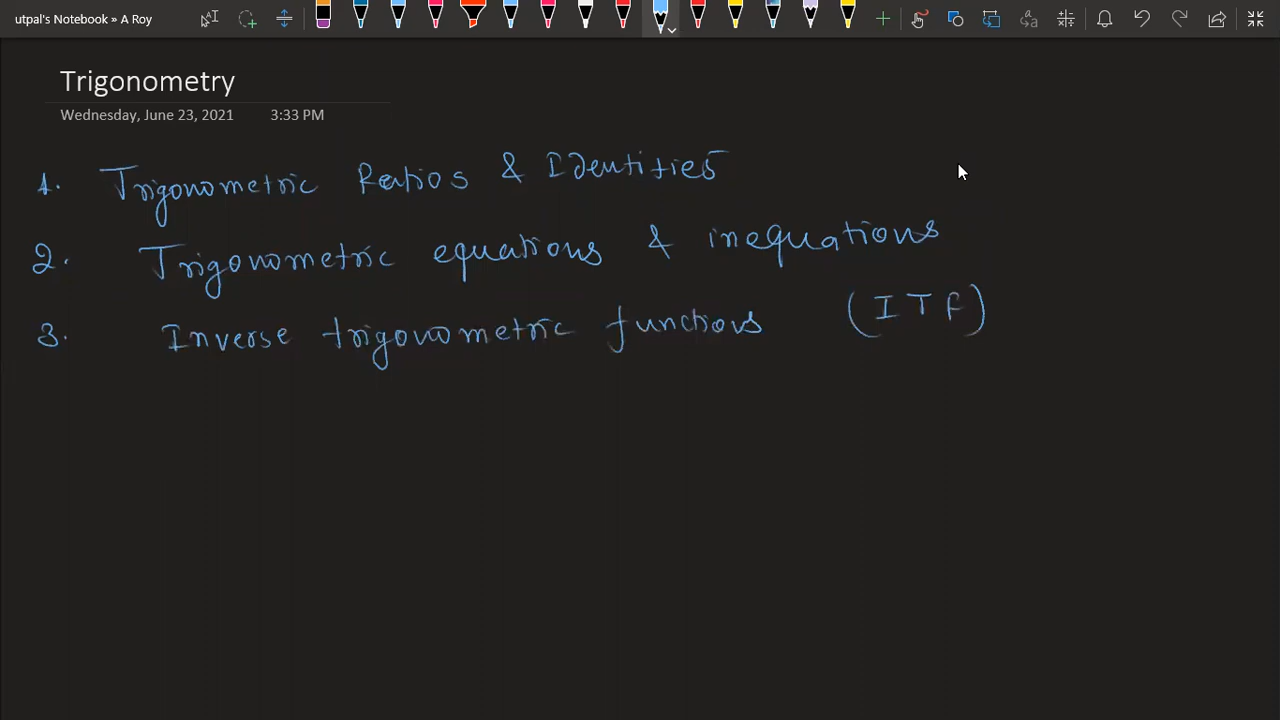 utpal's Notebook » A Roy
Trigonometry
Wednesday, June 23, 2021 3:33 PM
1. Trigonometric Ratios & Identities
2. Trigonometric equations & inequations
3. Inverse trigonometric functions (ITF)